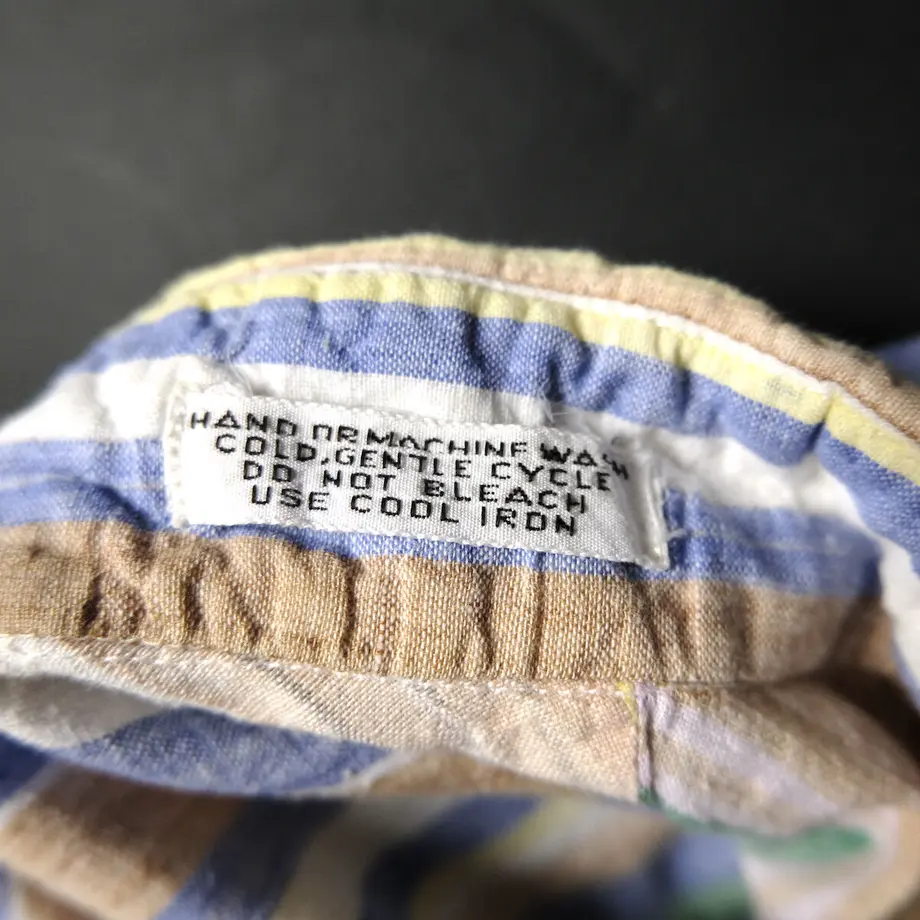 HAND OR MACHINE WASH
COLD, GENTLE CYCLE
DO NOT BLEACH
USE COOL IRON